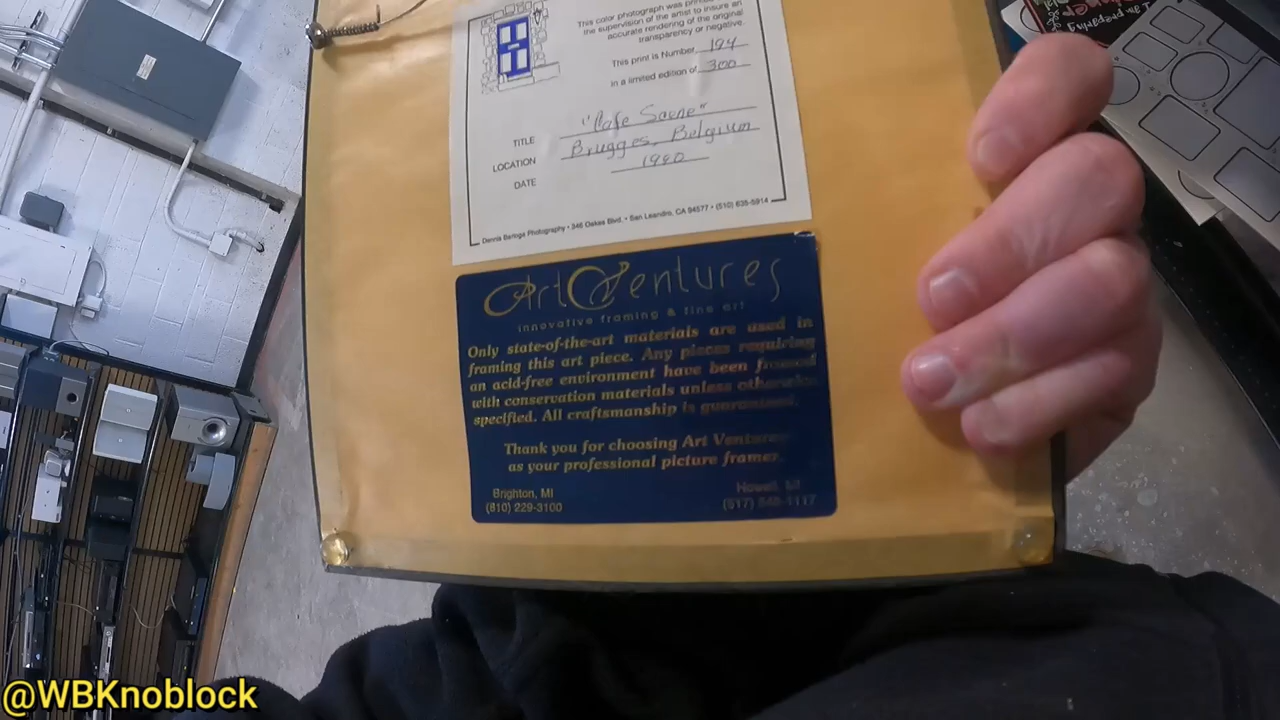 This color photograph was
the supervision of the artist to insure an
accurate rendering of the original
transparency or negative.
This print is Number 194
in a limited edition of 300
TITLE "Cafe Scene"
LOCATION Brugges, Belgium
DATE 1990
Dennis Barloga Photography • 346 Oakes Blvd. • San Leandro, CA 94577 • (510) 635-5914
Art Ventures
innovative framing & fine art
Only state-of-the-art materials are used in
framing this art piece. Any pieces requiring
an acid-free environment have been framed
with conservation materials unless otherwise
specified. All craftsmanship is guaranteed.
Thank you for choosing Art Ventures
as your professional picture framer.
Brighton, MI
(810) 229-3100
Howell, MI
I am preparing
@WBKnoblock